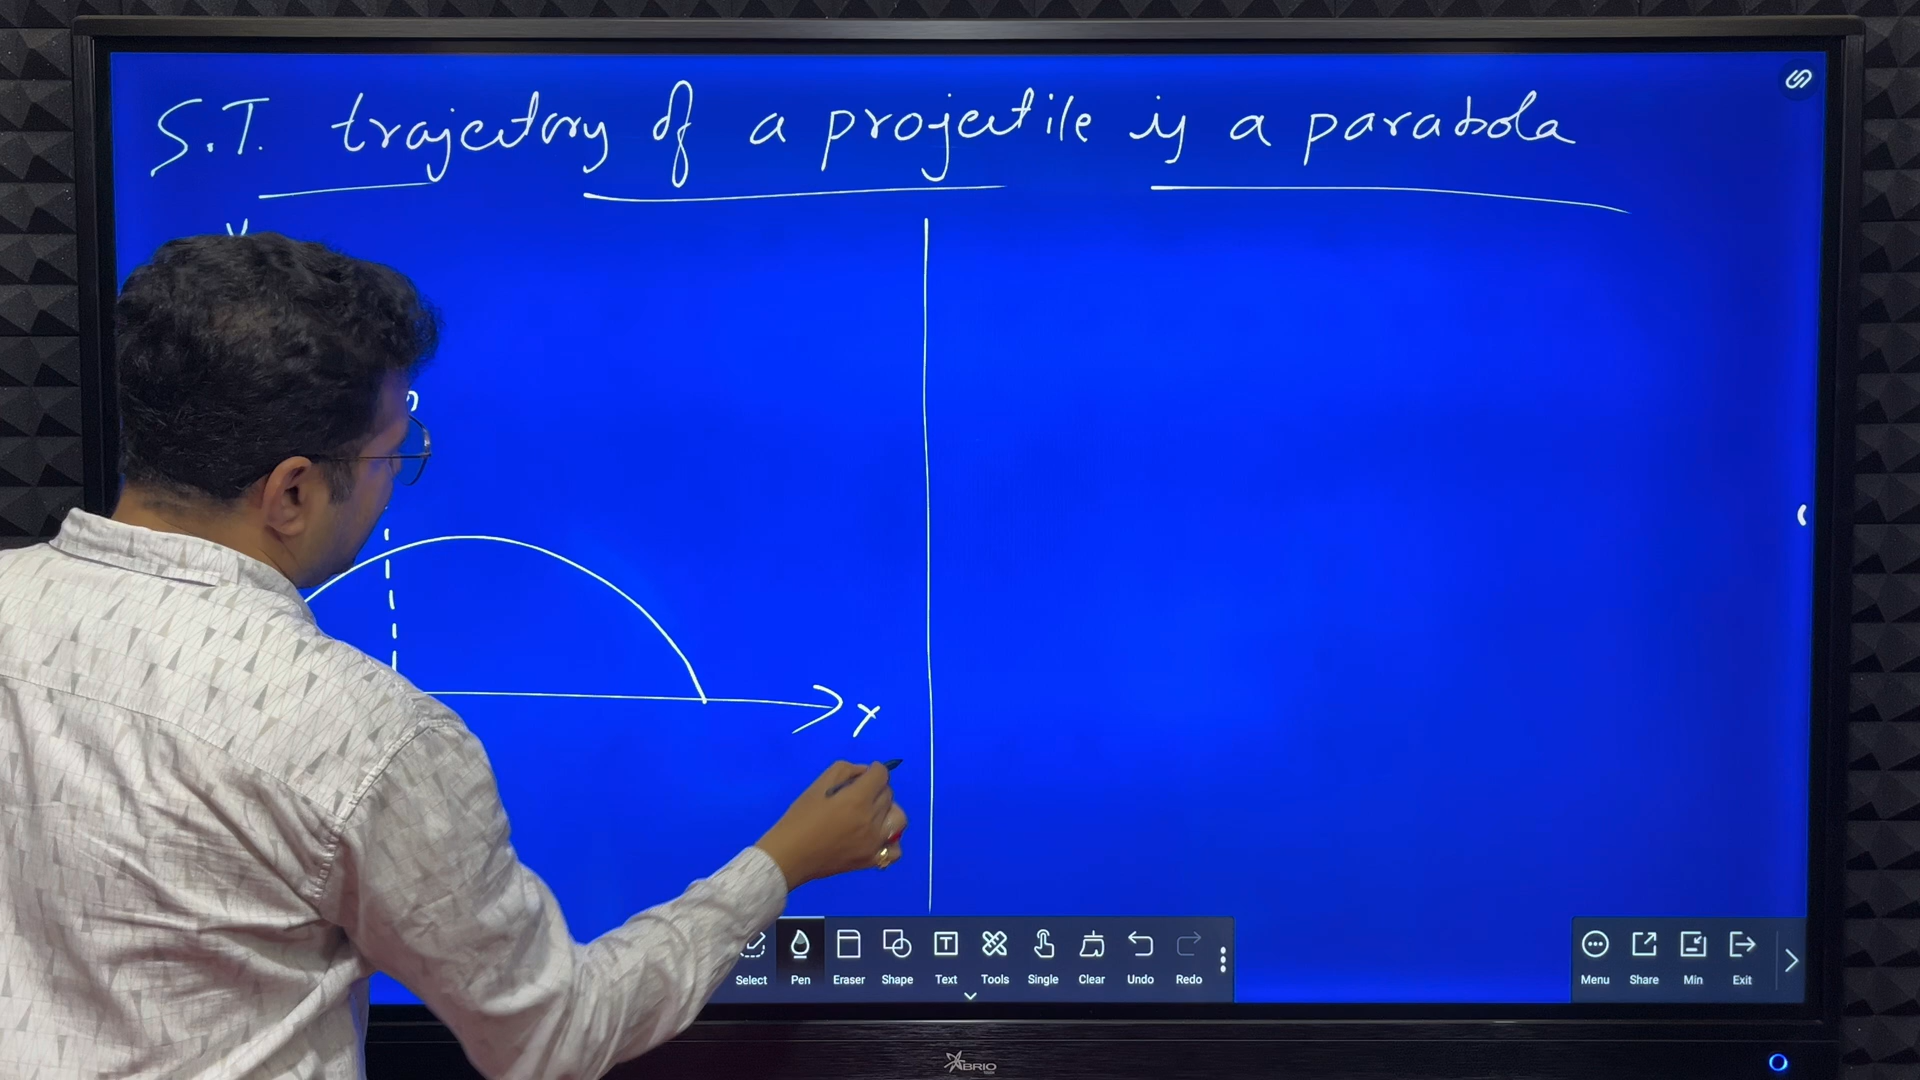 S.T. trajectory of a projectile is a parabola
Y
x
Select Pen Eraser Shape Text Tools Single Clear Undo Redo
Menu Share Min Exit
ABRIO